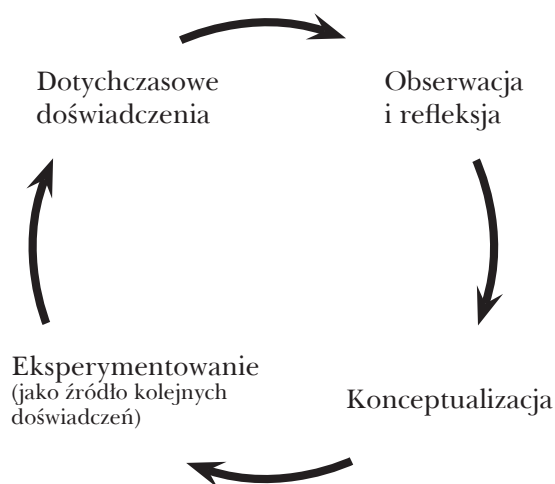 Dotychczasowe
doświadczenia
Obserwacja
i refleksja
Eksperymentowanie
(jako źródło kolejnych
doświadczeń)
Konceptualizacja